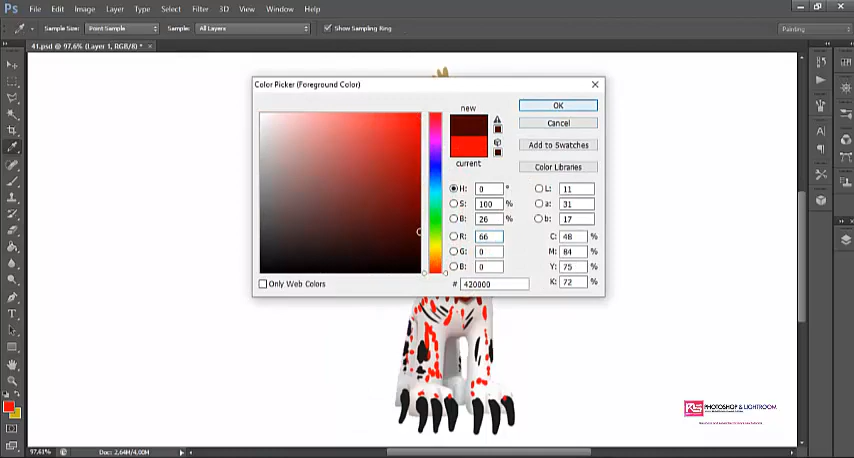 Ps File Edit Image Layer Type Select Filter 3D View Window Help
Sample Size: Point Sample Sample: All Layers Show Sampling Ring Painting
41.psd @ 97,6% (Layer 1, RGB/8) *
Color Picker (Foreground Color)
new
current
OK
Cancel
Add to Swatches
Color Libraries
H: 0 ° L: 11
S: 100 % a: 31
B: 26 % b: 17
R: 66 C: 48 %
G: 0 M: 84 %
B: 0 Y: 75 %
# 420000 K: 72 %
Only Web Colors
PHOTOSHOP & LIGHTROOM
97,61% Doc: 2,64M/4,00M